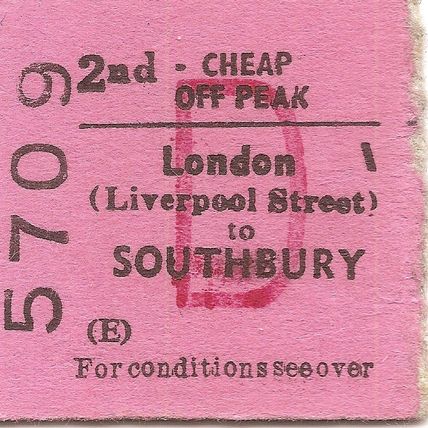 2nd - CHEAP
OFF PEAK
London
(Liverpool Street)
to
SOUTHBURY
(E)
For conditions see over
5709
D